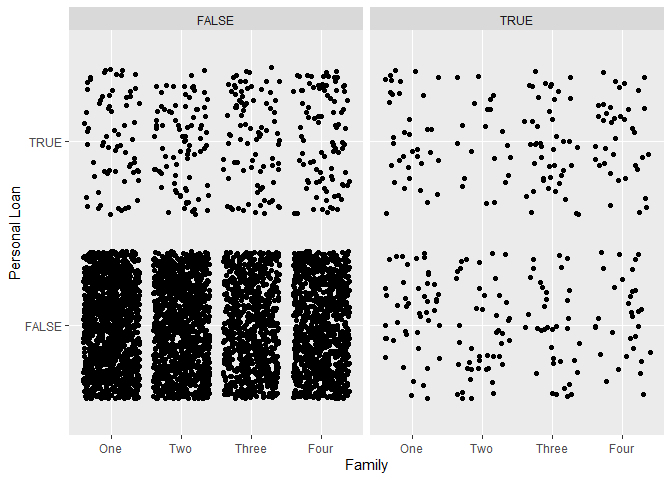 FALSE
TRUE
Personal Loan
TRUE
FALSE
One
Two
Three
Four
One
Two
Three
Four
Family